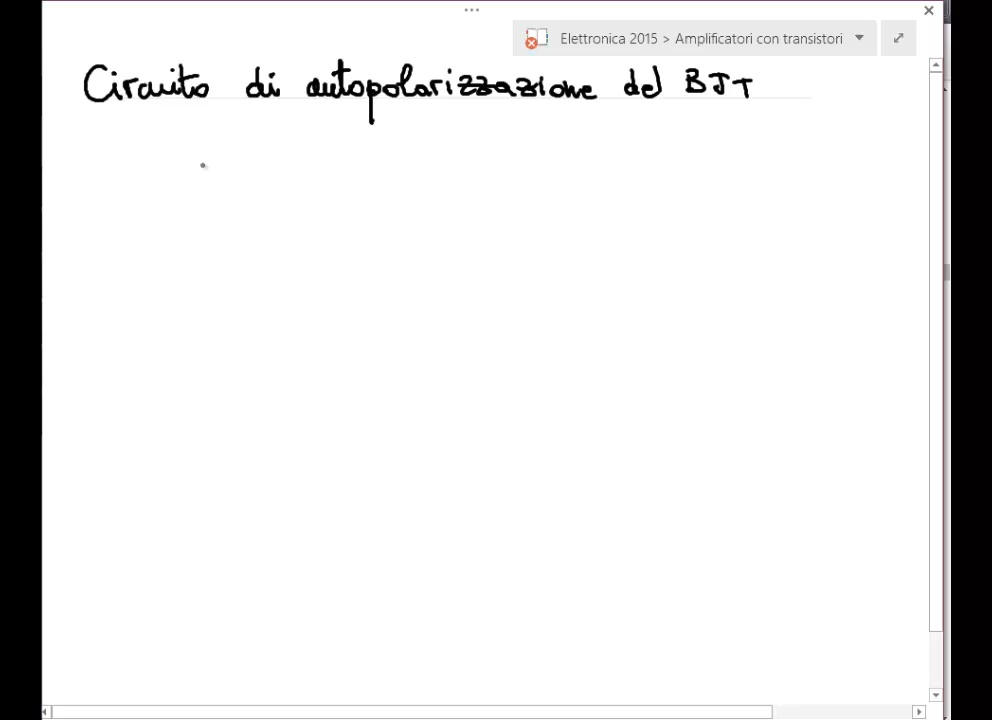 Elettronica 2015 > Amplificatori con transistori
Circuito di autopolarizzazione del BJT